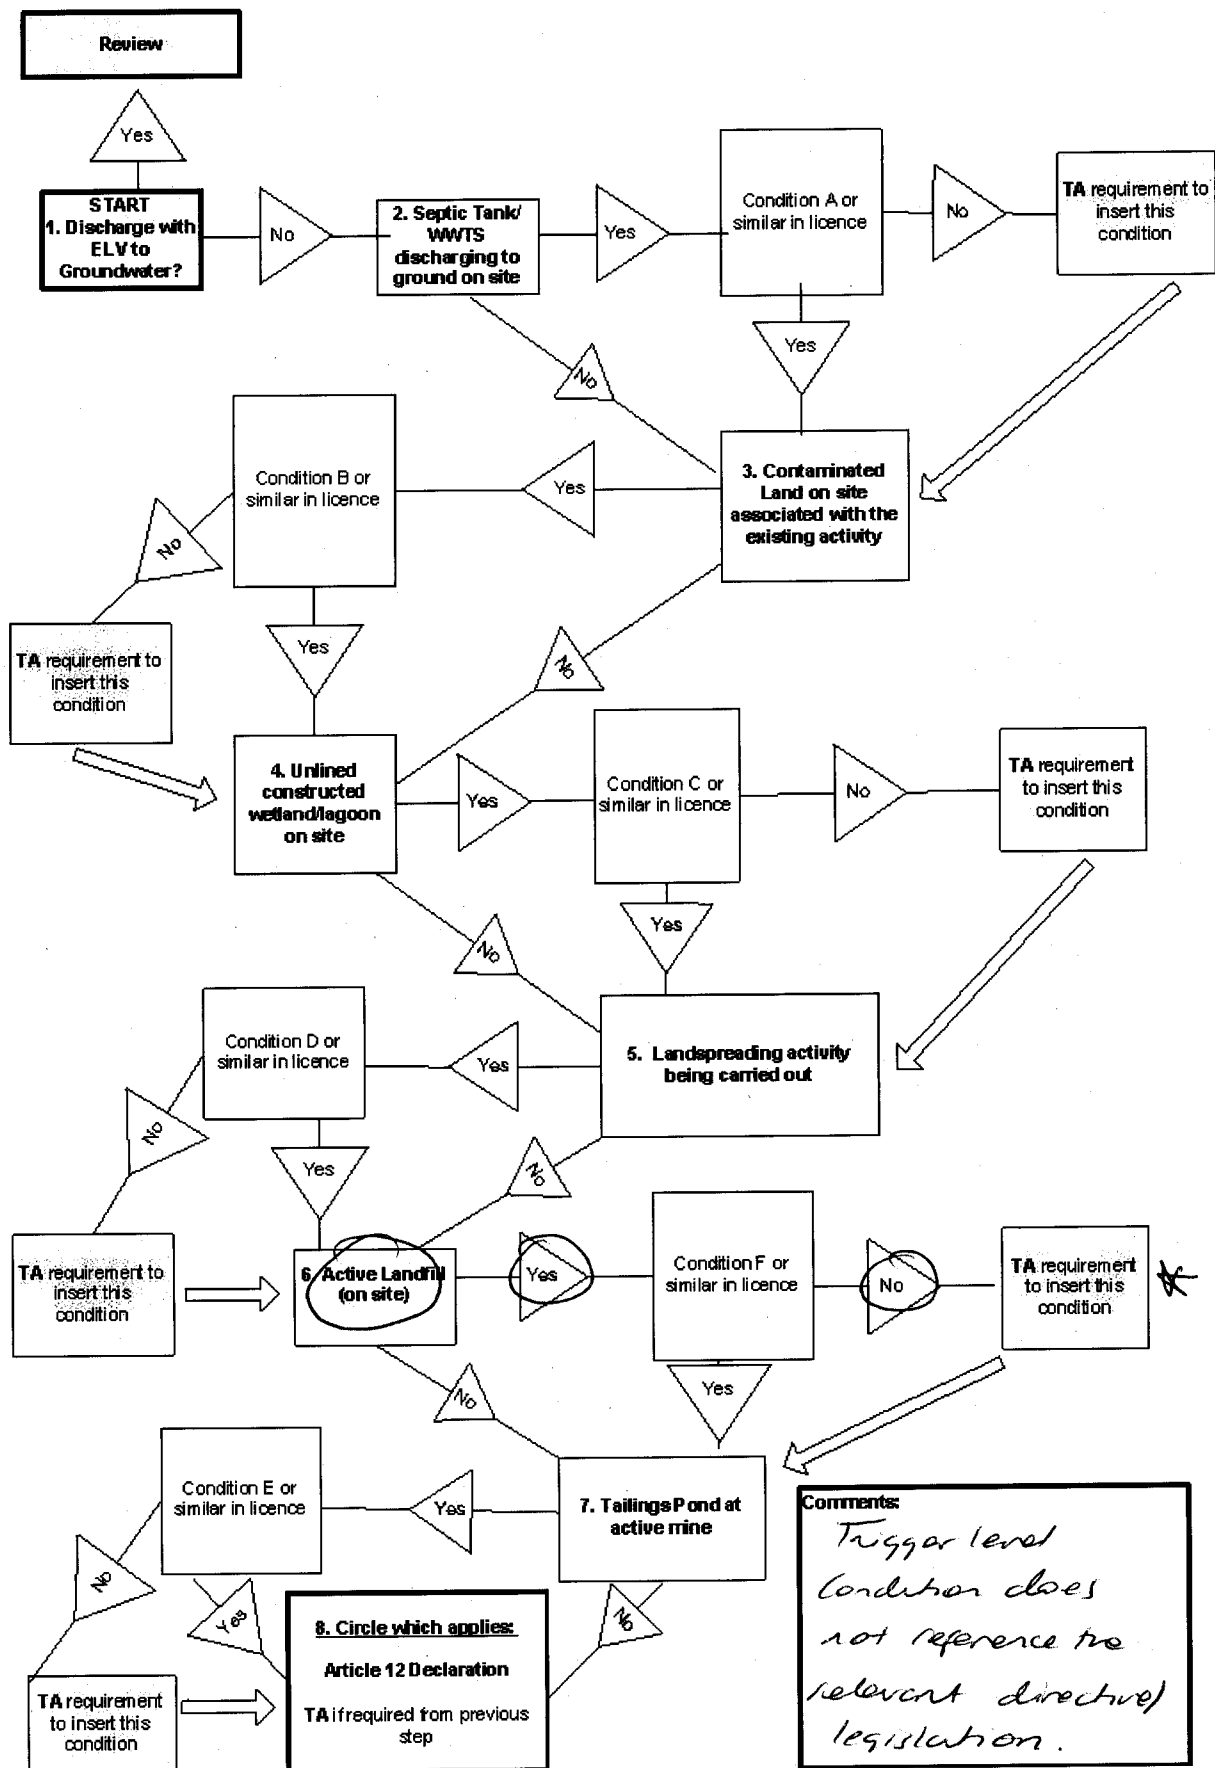 Review
Yes
START
1. Discharge with
ELV to
Groundwater?
No
2. Septic Tank/
WWTS
discharging to
ground on site
Yes
Condition A or
similar in licence
No
TA requirement to
insert this
condition
Yes
No
3. Contaminated
Land on site
associated with the
existing activity
Yes
Condition B or
similar in licence
No
TA requirement to
insert this
condition
Yes
No
4. Unlined
constructed
wetland/lagoon
on site
Yes
Condition C or
similar in licence
No
TA requirement
to insert this
condition
Yes
No
5. Landspreading activity
being carried out
Yes
Condition D or
similar in licence
No
TA requirement to
insert this
condition
Yes
No
6. Active Landfill
(on site)
Yes
Condition F or
similar in licence
No
TA requirement
to insert this
condition
Yes
No
7. Tailings Pond at
active mine
Yes
Condition E or
similar in licence
No
TA requirement
to insert this
condition
Yes
No
8. Circle which applies:
Article 12 Declaration
TA if required from previous
step
Comments:
Trigger level
Condition does
not reference the
relevant directive/
legislation.